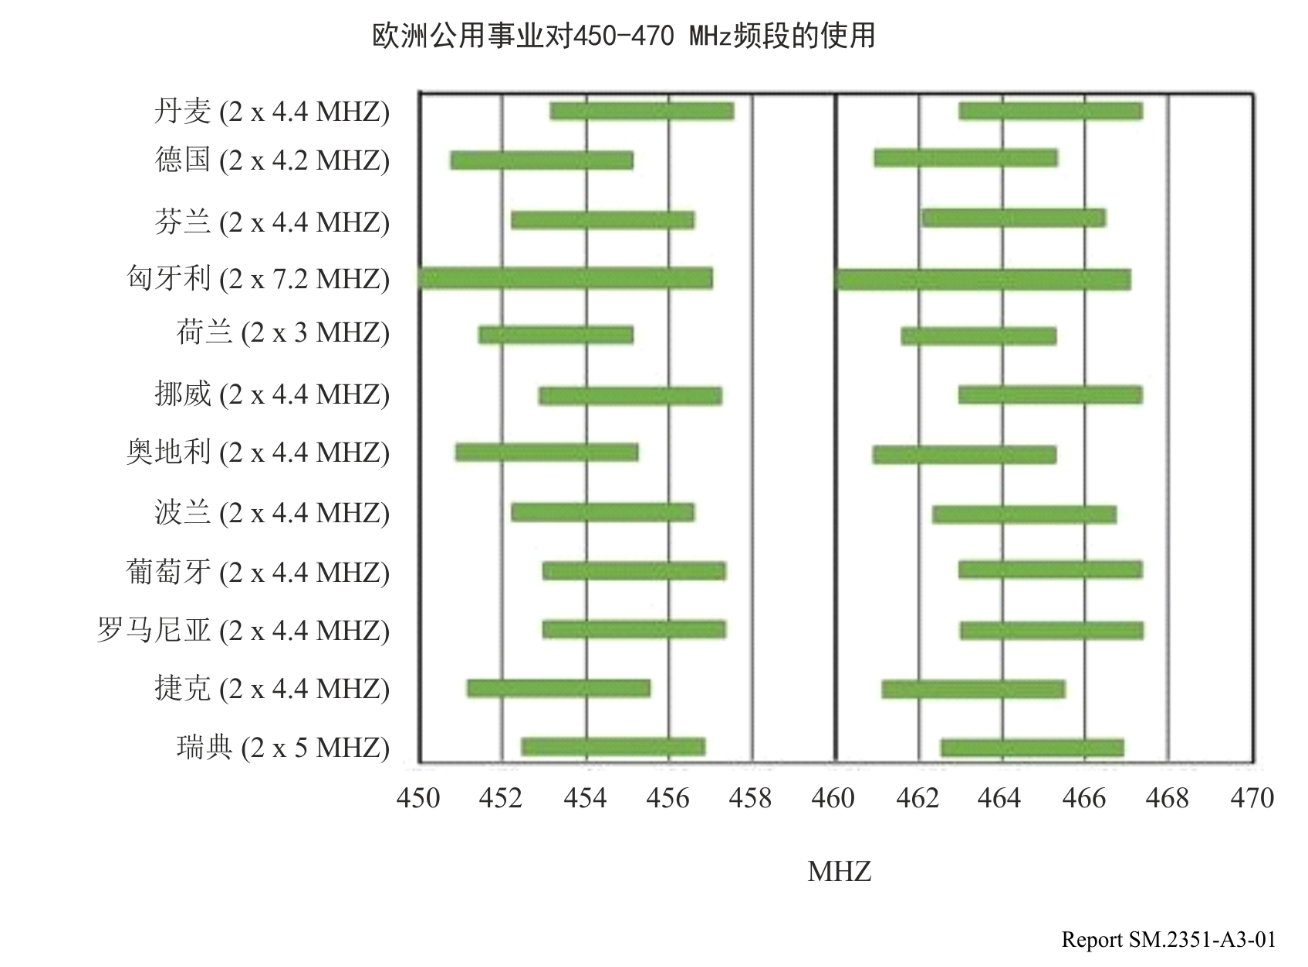 欧洲公用事业对450-470 MHz频段的使用
丹麦 (2 x 4.4 MHZ)
德国 (2 x 4.2 MHZ)
芬兰 (2 x 4.4 MHZ)
匈牙利 (2 x 7.2 MHZ)
荷兰 (2 x 3 MHZ)
挪威 (2 x 4.4 MHZ)
奥地利 (2 x 4.4 MHZ)
波兰 (2 x 4.4 MHZ)
葡萄牙 (2 x 4.4 MHZ)
罗马尼亚 (2 x 4.4 MHZ)
捷克 (2 x 4.4 MHZ)
瑞典 (2 x 5 MHZ)
450 452 454 456 458 460 462 464 466 468 470
MHZ
Report SM.2351-A3-01